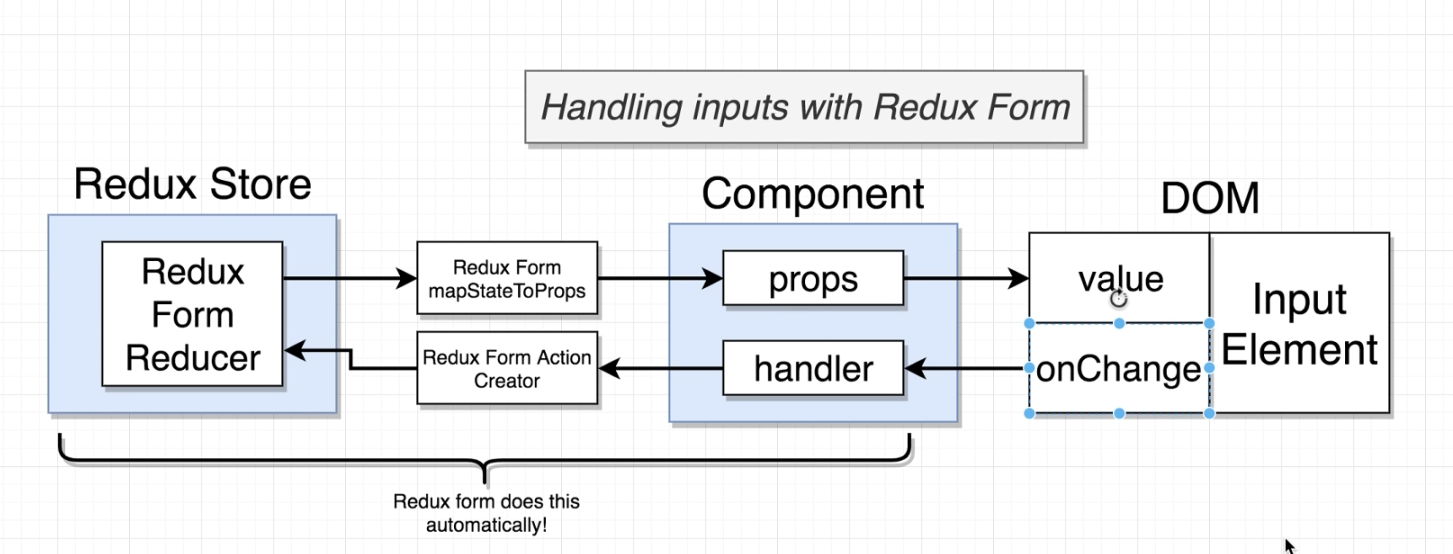 Handling inputs with Redux Form
Redux Store
Component
DOM
Redux
Form
Reducer
Redux Form
mapStateToProps
props
value
Input
Element
Redux Form Action
Creator
handler
onChange
Redux form does this
automatically!